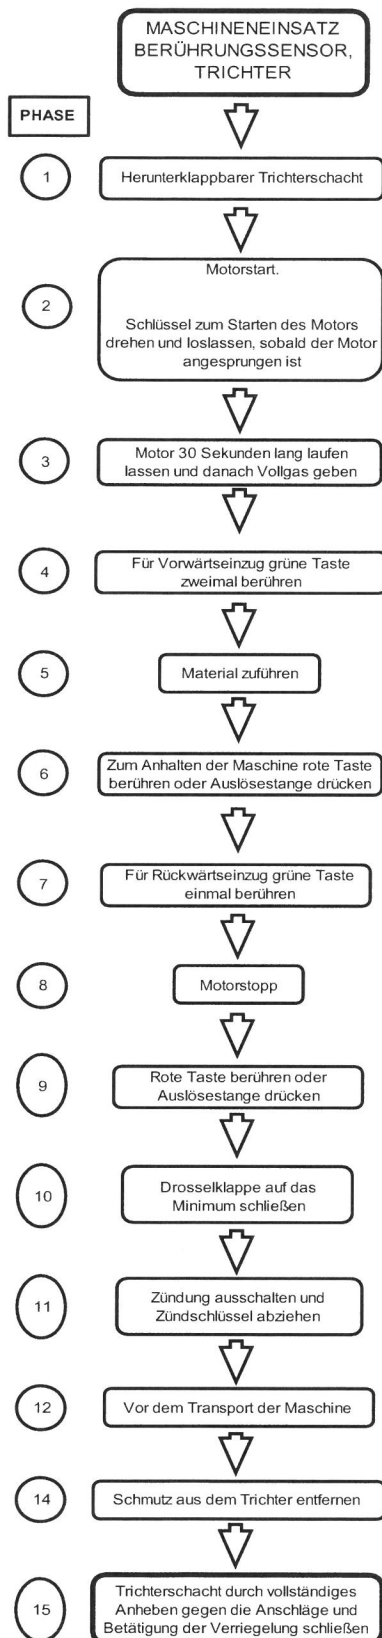 MASCHINENEINSATZ
BERÜHRUNGSSENSOR,
TRICHTER
PHASE
1
Herunterklappbarer Trichterschacht
2
Motorstart.
Schlüssel zum Starten des Motors
drehen und loslassen, sobald der Motor
angesprungen ist
3
Motor 30 Sekunden lang laufen
lassen und danach Vollgas geben
4
Für Vorwärtseinzug grüne Taste
zweimal berühren
5
Material zuführen
6
Zum Anhalten der Maschine rote Taste
berühren oder Auslösestange drücken
7
Für Rückwärtseinzug grüne Taste
einmal berühren
8
Motorstopp
9
Rote Taste berühren oder
Auslösestange drücken
10
Drosselklappe auf das
Minimum schließen
11
Zündung ausschalten und
Zündschlüssel abziehen
12
Vor dem Transport der Maschine
14
Schmutz aus dem Trichter entfernen
15
Trichterschacht durch vollständiges
Anheben gegen die Anschläge und
Betätigung der Verriegelung schließen